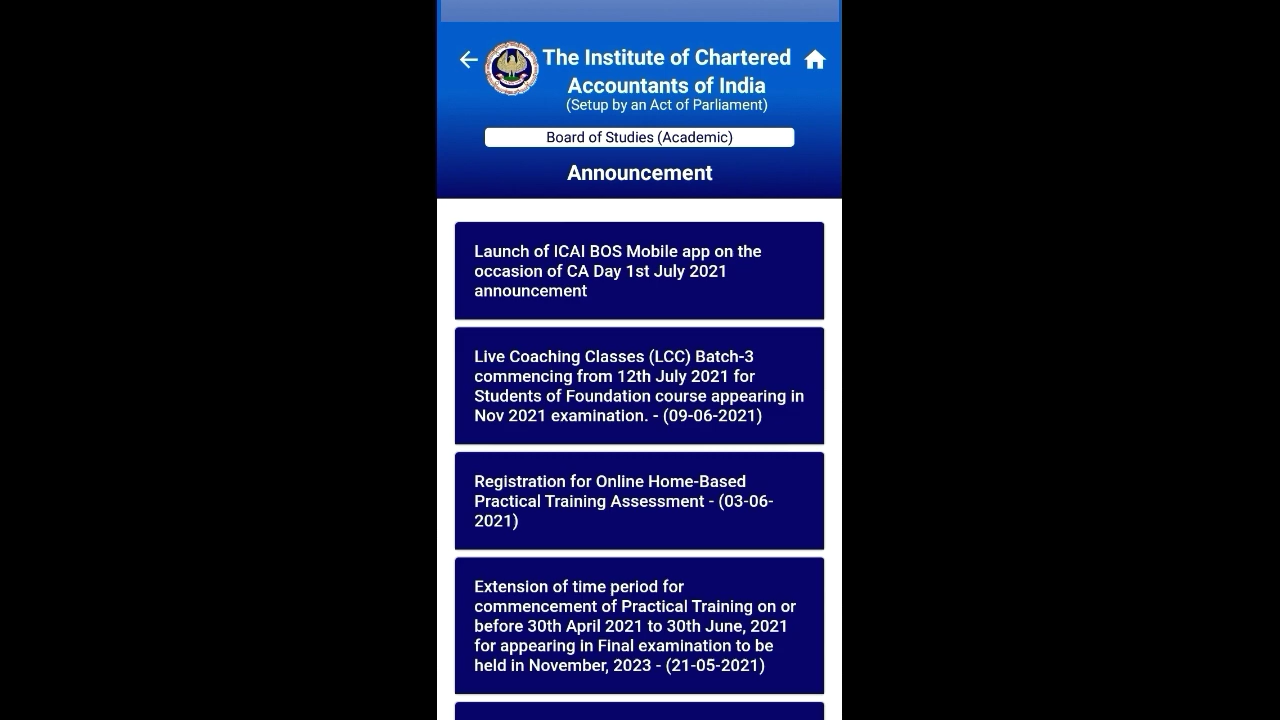 The Institute of Chartered
Accountants of India
(Setup by an Act of Parliament)
Board of Studies (Academic)
Announcement
Launch of ICAI BOS Mobile app on the
occasion of CA Day 1st July 2021
announcement
Live Coaching Classes (LCC) Batch-3
commencing from 12th July 2021 for
Students of Foundation course appearing in
Nov 2021 examination. - (09-06-2021)
Registration for Online Home-Based
Practical Training Assessment - (03-06-
2021)
Extension of time period for
commencement of Practical Training on or
before 30th April 2021 to 30th June, 2021
for appearing in Final examination to be
held in November, 2023 - (21-05-2021)